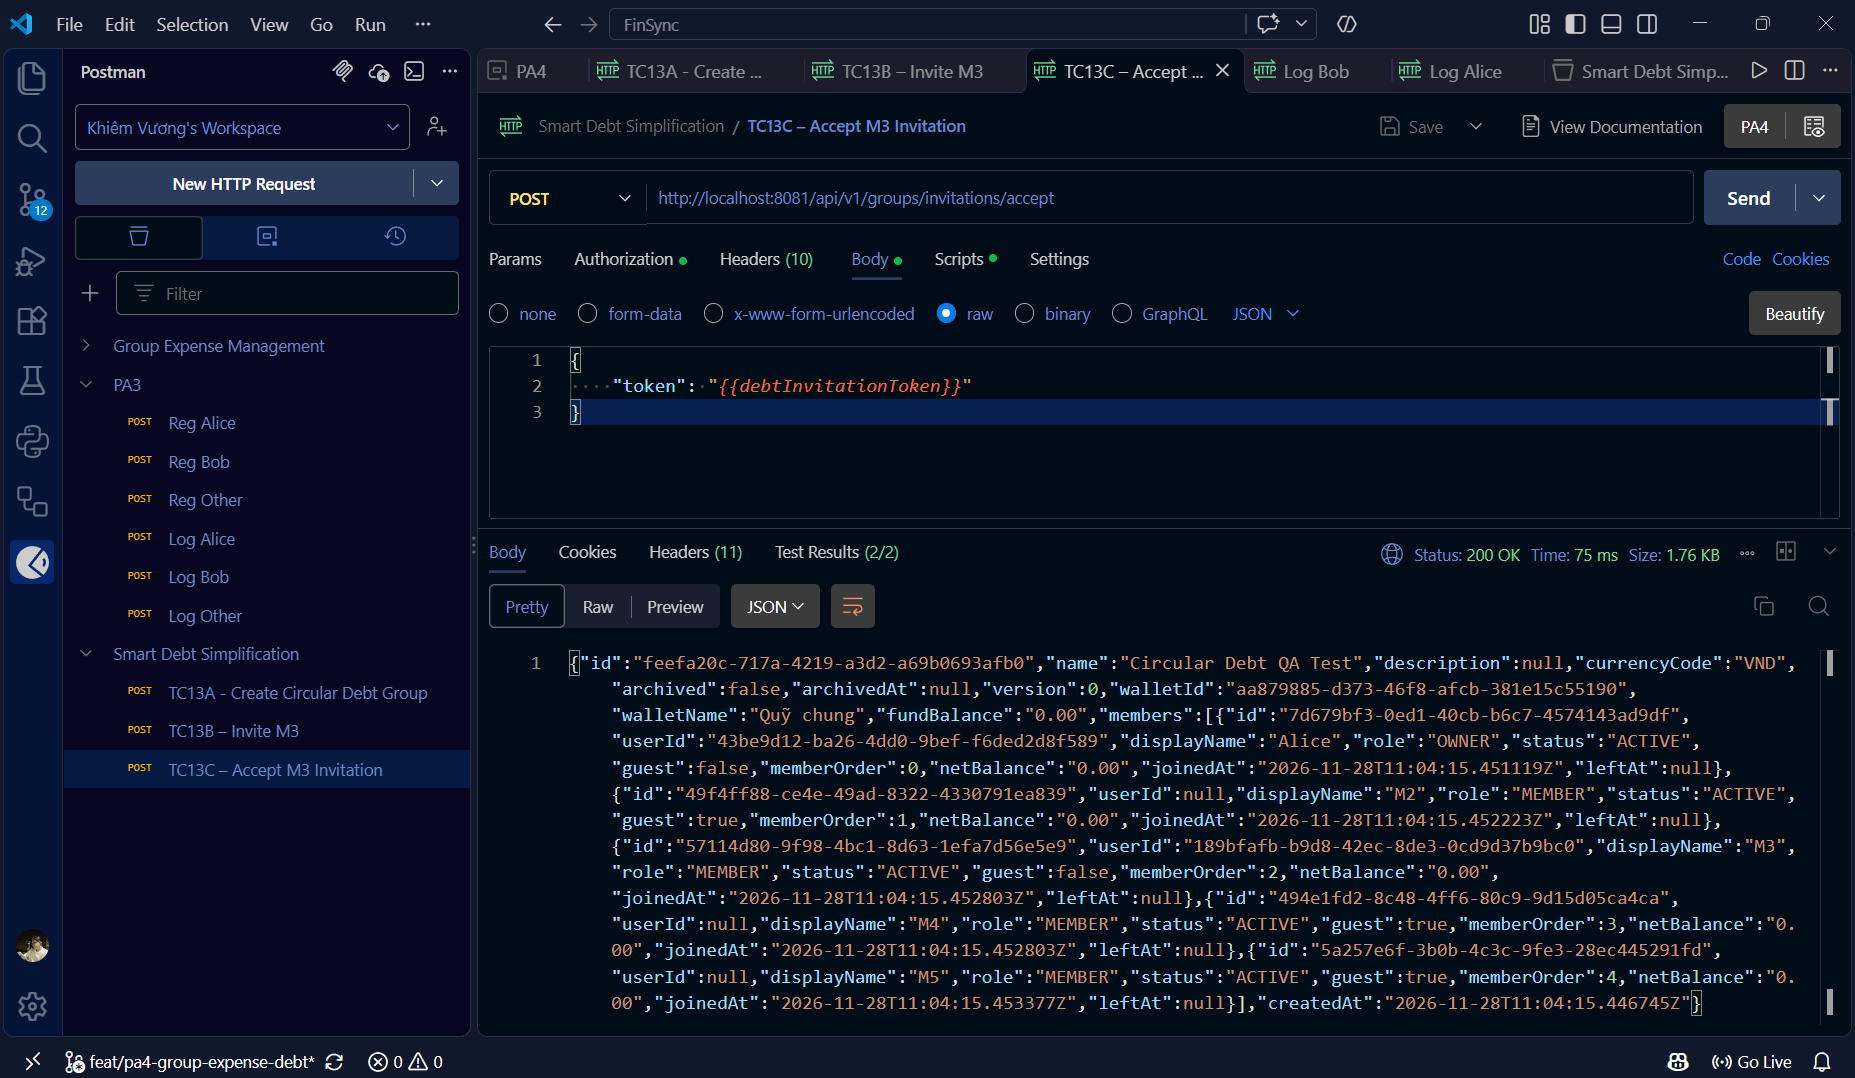 File Edit Selection View Go Run ···
FinSync
Postman
Khiêm Vương's Workspace
New HTTP Request
Filter
Group Expense Management
PA3
POST Reg Alice
POST Reg Bob
POST Reg Other
POST Log Alice
POST Log Bob
POST Log Other
Smart Debt Simplification
POST TC13A - Create Circular Debt Group
POST TC13B – Invite M3
POST TC13C – Accept M3 Invitation
12
PA4
HTTP TC13A - Create ...
HTTP TC13B – Invite M3
HTTP TC13C – Accept ...
HTTP Log Bob
HTTP Log Alice
Smart Debt Simp...
HTTP Smart Debt Simplification / TC13C – Accept M3 Invitation
Save
View Documentation
PA4
POST http://localhost:8081/api/v1/groups/invitations/accept
Send
Params Authorization Headers (10) Body Scripts Settings
Code Cookies
none form-data x-www-form-urlencoded raw binary GraphQL JSON
Beautify
1 {
2 ····"token":·"{{debtInvitationToken}}"
3 }
Body Cookies Headers (11) Test Results (2/2)
Status: 200 OK Time: 75 ms Size: 1.76 KB
Pretty Raw Preview JSON
1 {"id":"feefa20c-717a-4219-a3d2-a69b0693afb0","name":"Circular Debt QA Test","description":null,"currencyCode":"VND",
"archived":false,"archivedAt":null,"version":0,"walletId":"aa879885-d373-46f8-afcb-381e15c55190",
"walletName":"Quỹ chung","fundBalance":"0.00","members":[{"id":"7d679bf3-0ed1-40cb-b6c7-4574143ad9df",
"userId":"43be9d12-ba26-4dd0-9bef-f6ded2d8f589","displayName":"Alice","role":"OWNER","status":"ACTIVE",
"guest":false,"memberOrder":0,"netBalance":"0.00","joinedAt":"2026-11-28T11:04:15.451119Z","leftAt":null},
{"id":"49f4ff88-ce4e-49ad-8322-4330791ea839","userId":null,"displayName":"M2","role":"MEMBER","status":"ACTIVE",
"guest":true,"memberOrder":1,"netBalance":"0.00","joinedAt":"2026-11-28T11:04:15.452223Z","leftAt":null},
{"id":"57114d80-9f98-4bc1-8d63-1efa7d56e5e9","userId":"189bfafb-b9d8-42ec-8de3-0cd9d37b9bc0","displayName":"M3",
"role":"MEMBER","status":"ACTIVE","guest":false,"memberOrder":2,"netBalance":"0.00",
"joinedAt":"2026-11-28T11:04:15.452803Z","leftAt":null},{"id":"494e1fd2-8c48-4ff6-80c9-9d15d05ca4ca",
"userId":null,"displayName":"M4","role":"MEMBER","status":"ACTIVE","guest":true,"memberOrder":3,"netBalance":"0.
00","joinedAt":"2026-11-28T11:04:15.452803Z","leftAt":null},{"id":"5a257e6f-3b0b-4c3c-9fe3-28ec445291fd",
"userId":null,"displayName":"M5","role":"MEMBER","status":"ACTIVE","guest":true,"memberOrder":4,"netBalance":"0.
00","joinedAt":"2026-11-28T11:04:15.453377Z","leftAt":null}],"createdAt":"2026-11-28T11:04:15.446745Z"}
feat/pa4-group-expense-debt* 0 0
Go Live